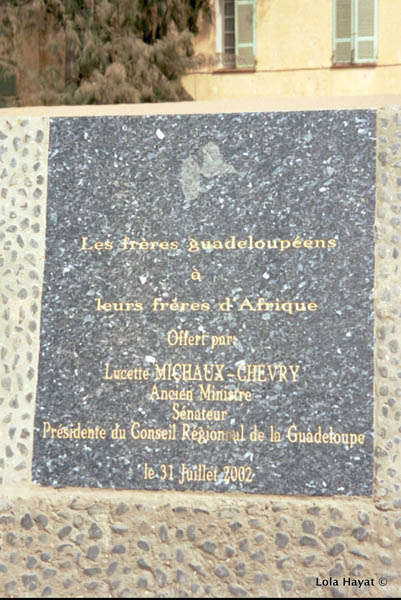 Les frères guadeloupéens
à
leurs frères d'Afrique
Offert par:
Lucette MICHAUX-CHEVRY
Ancien Ministre
Sénateur
Présidente du Conseil Régional de la Guadeloupe
le 31 Juillet 2002
Lola Hayat ©